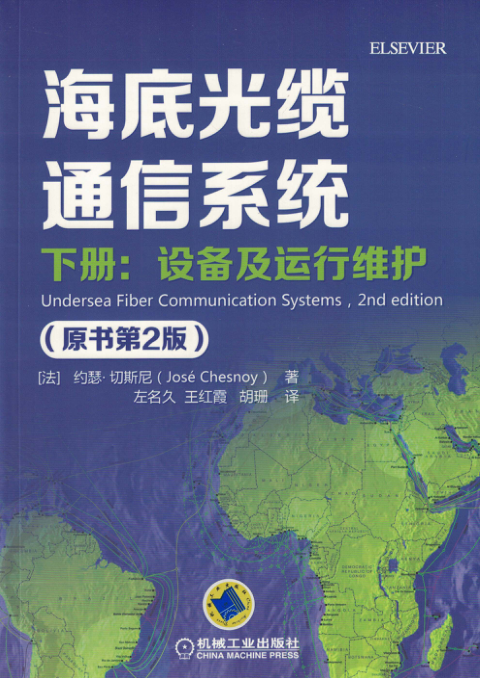 ELSEVIER
海底光缆
通信系统
下册：设备及运行维护
Undersea Fiber Communication Systems, 2nd edition
（原书第2版）
[法] 约瑟·切斯尼（José Chesnoy） 著
左名久 王红霞 胡珊 译
机械工业出版社
CHINA MACHINE PRESS